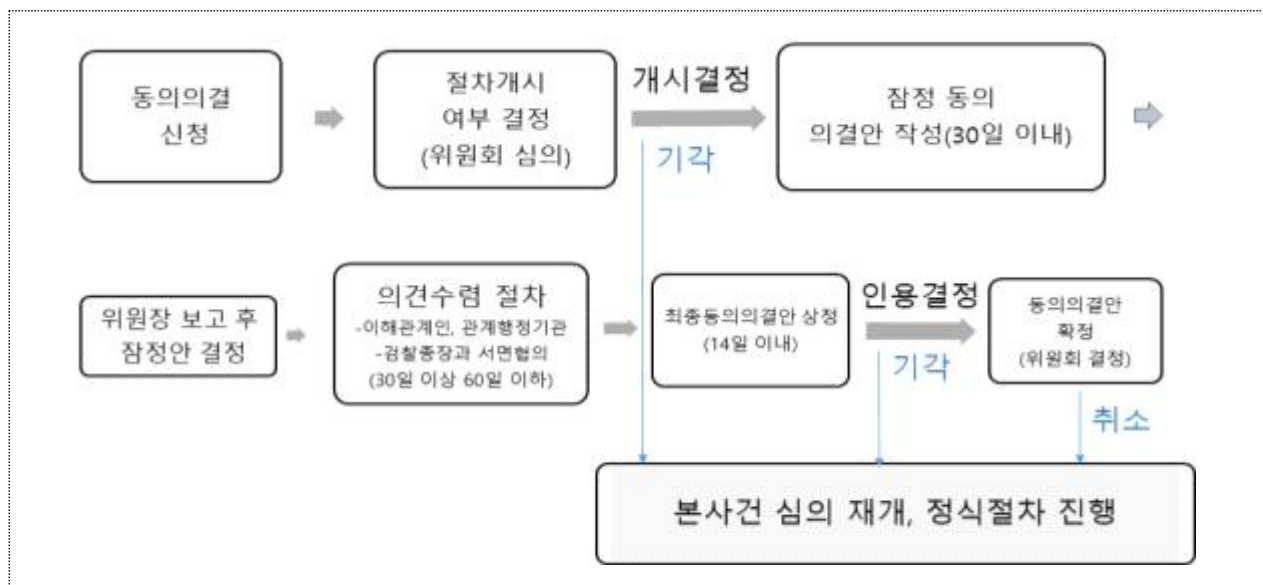 동의의결
신청
절차개시
여부 결정
(위원회 심의)
개시결정
기각
잠정 동의
의결안 작성(30일 이내)
위원장 보고 후
잠정안 결정
의견수렴 절차
-이해관계인, 관계행정기관
-검찰총장과 서면협의
(30일 이상 60일 이하)
최종동의의결안 상정
(14일 이내)
인용결정
기각
동의의결안
확정
(위원회 결정)
취소
본사건 심의 재개, 정식절차 진행